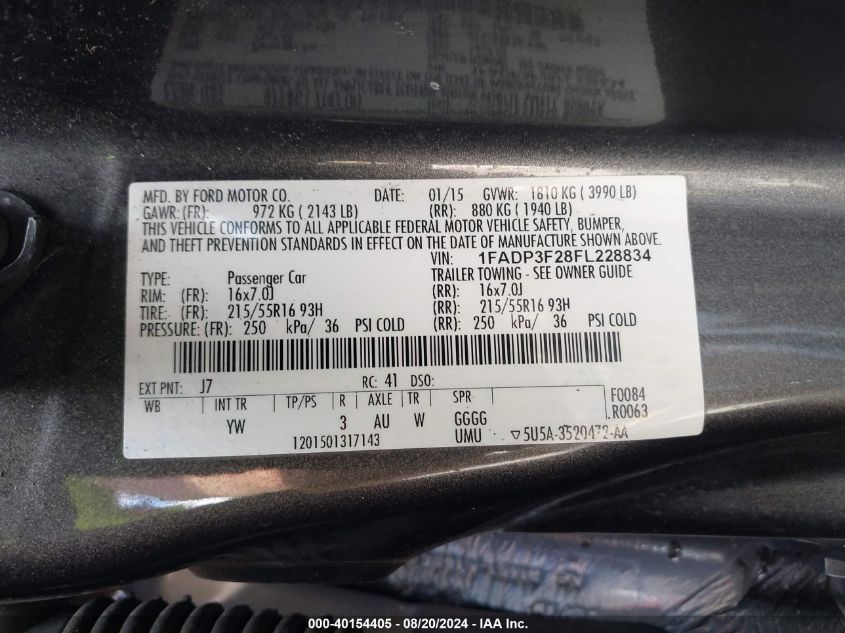 MFD. BY FORD MOTOR CO. DATE: 01/15 GVWR: 1810 KG ( 3990 LB)
GAWR: (FR): 972 KG ( 2143 LB) (RR): 880 KG ( 1940 LB)
THIS VEHICLE CONFORMS TO ALL APPLICABLE FEDERAL MOTOR VEHICLE SAFETY, BUMPER,
AND THEFT PREVENTION STANDARDS IN EFFECT ON THE DATE OF MANUFACTURE SHOWN ABOVE.
VIN: 1FADP3F28FL228834
TYPE: Passenger Car TRAILER TOWING - SEE OWNER GUIDE
RIM: (FR): 16x7.0J (RR): 16x7.0J
TIRE: (FR): 215/55R16 93H (RR): 215/55R16 93H
PRESSURE: (FR): 250 kPa/ 36 PSI COLD (RR): 250 kPa/ 36 PSI COLD
EXT PNT: J7 RC: 41 DSO:
WB INT TR TP/PS R AXLE TR SPR F0084
YW 3 AU W GGGG R0063
1201501317143 UMU ▽5U5A-3520472-AA
000-40154405 - 08/20/2024 - IAA Inc.